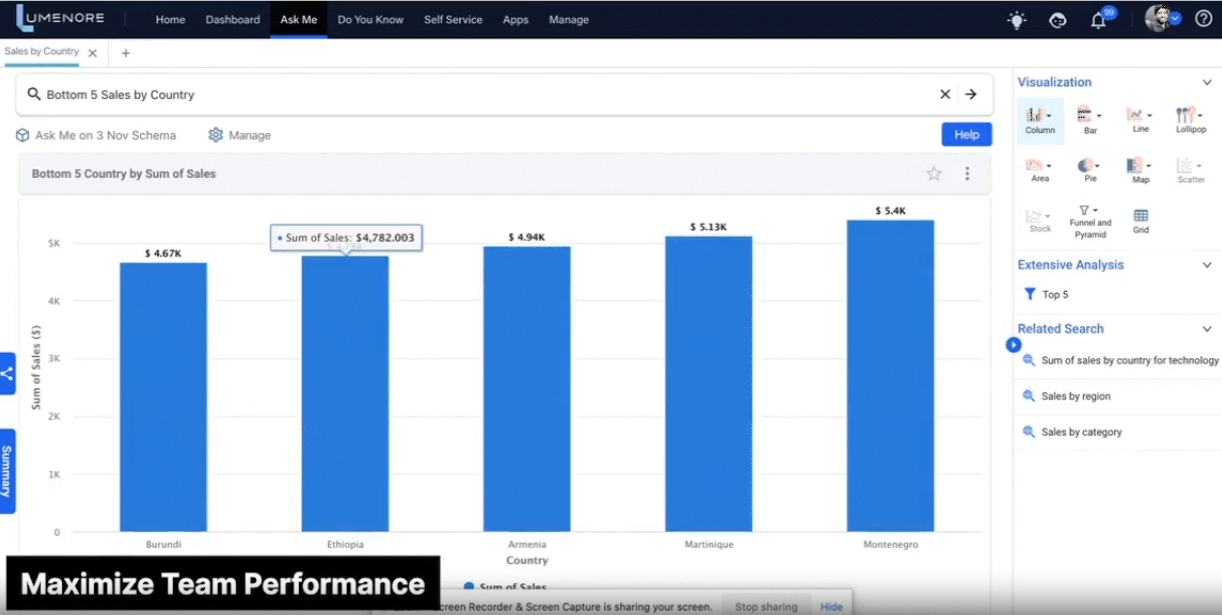 LUMENORE Home Dashboard Ask Me Do You Know Self Service Apps Manage 99
Sales by Country
Bottom 5 Sales by Country
Ask Me on 3 Nov Schema Manage Help
Bottom 5 Country by Sum of Sales
$ 4.67K
Sum of Sales: $4,782.003
$ 4.94K
$ 5.13K
$ 5.4K
Sum of Sales ($)
5K
4K
3K
2K
1K
0
Burundi Ethiopia Armenia Martinique Montenegro
Country
Sum of Sales
Summary
Visualization
Column Bar Line Lollipop
Area Pie Map Scatter
Stock Funnel and Pyramid Grid
Extensive Analysis
Top 5
Related Search
Sum of sales by country for technology
Sales by region
Sales by category
Maximize Team Performance
Screen Recorder & Screen Capture is sharing your screen. Stop sharing Hide